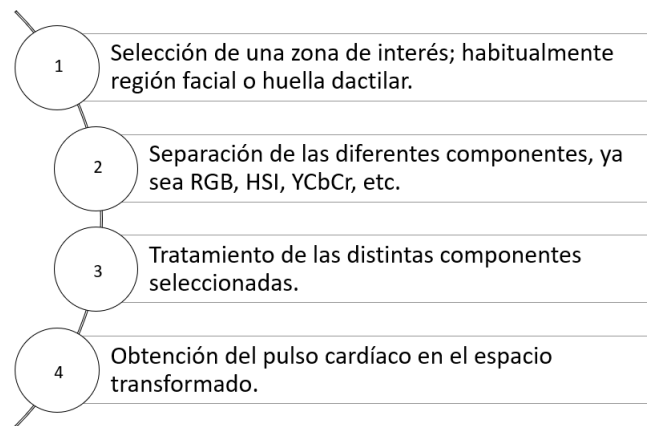 1
Selección de una zona de interés; habitualmente
región facial o huella dactilar.
2
Separación de las diferentes componentes, ya
sea RGB, HSI, YCbCr, etc.
3
Tratamiento de las distintas componentes
seleccionadas.
4
Obtención del pulso cardíaco en el espacio
transformado.